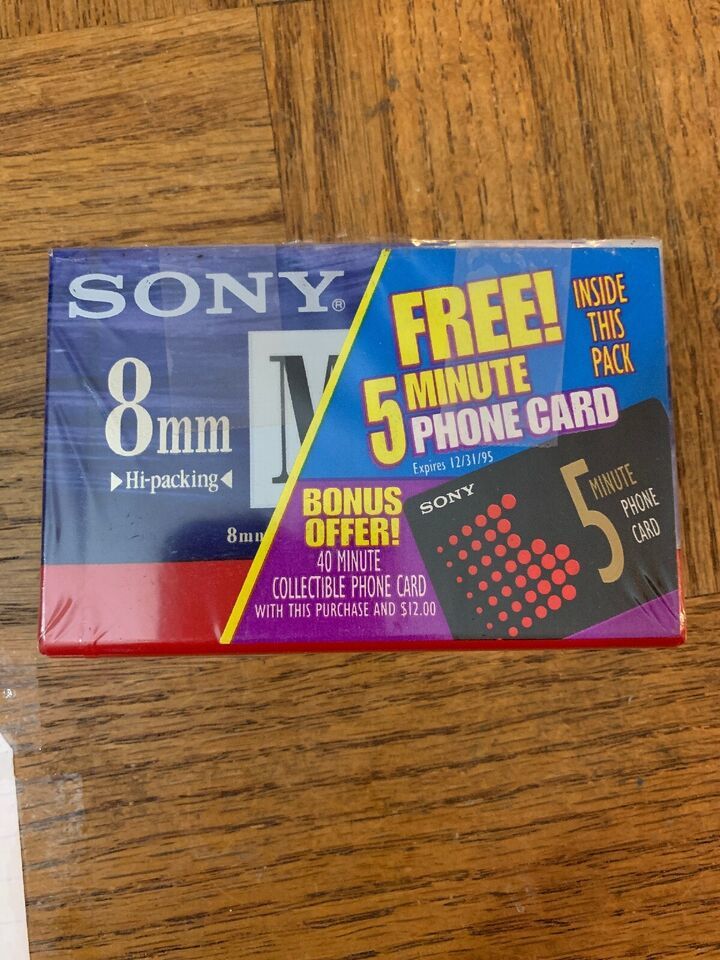 SONY®
8mm
▶Hi-packing◀
M
8mm
FREE!
5 MINUTE
PHONE CARD
INSIDE
THIS
PACK
Expires 12/31/95
BONUS
OFFER!
40 MINUTE
COLLECTIBLE PHONE CARD
WITH THIS PURCHASE AND $12.00
SONY
5 MINUTE
PHONE
CARD